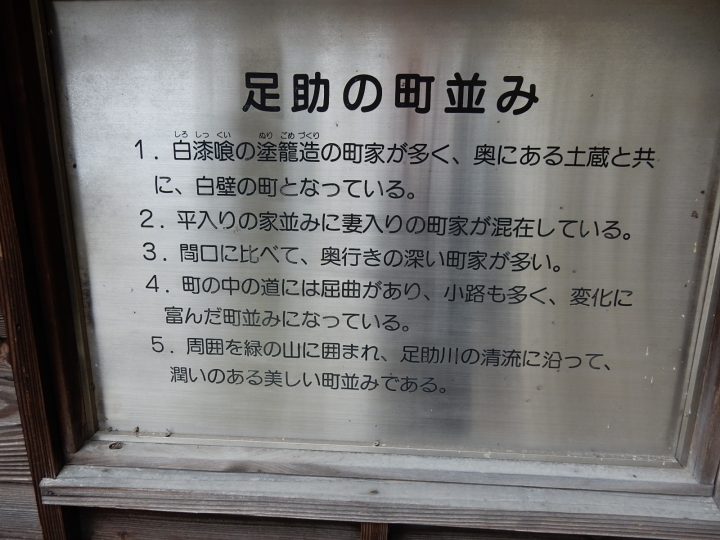 足助の町並み
しろ しっ くい ぬり ごめ づくり
1. 白漆喰の塗籠造の町家が多く、奥にある土蔵と共
に、白壁の町となっている。
2. 平入りの家並みに妻入りの町家が混在している。
3. 間口に比べて、奥行きの深い町家が多い。
4. 町の中の道には屈曲があり、小路も多く、変化に
富んだ町並みになっている。
5. 周囲を緑の山に囲まれ、足助川の清流に沿って、
潤いのある美しい町並みである。